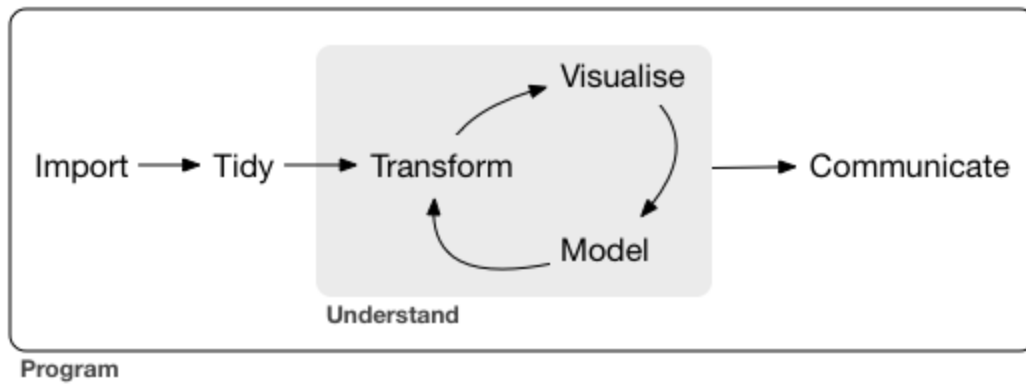 Visualise
Import
Tidy
Transform
Communicate
Model
Understand
Program